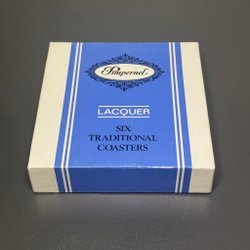 Pimpernel
LACQUER
SIX
TRADITIONAL
COASTERS